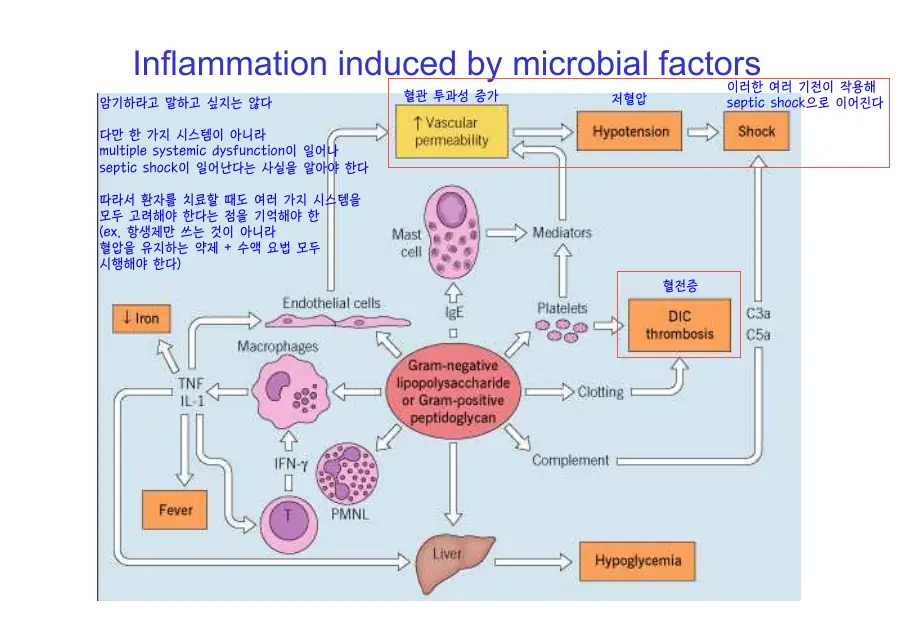 Inflammation induced by microbial factors
암기하라고 말하고 싶지는 않다
다만 한 가지 시스템이 아니라
multiple systemic dysfunction이 일어나
septic shock이 일어난다는 사실을 알아야 한다
따라서 환자를 치료할 때도 여러 가지 시스템을
모두 고려해야 한다는 점을 기억해야 한
(ex. 항생제만 쓰는 것이 아니라
혈압을 유지하는 약제 + 수액 요법 모두
시행해야 한다)
혈관 투과성 증가
저혈압
이러한 여러 기전이 작용해
septic shock으로 이어진다
↑ Vascular
permeability
Hypotension
Shock
Mast
cell
Mediators
혈전증
Endothelial cells
IgE
Platelets
DIC
thrombosis
C3a
C5a
↓ Iron
Macrophages
TNF
IL-1
Gram-negative
lipopolysaccharide
or Gram-positive
peptidoglycan
Clotting
IFN-γ
Complement
PMNL
Fever
T
Liver
Hypoglycemia